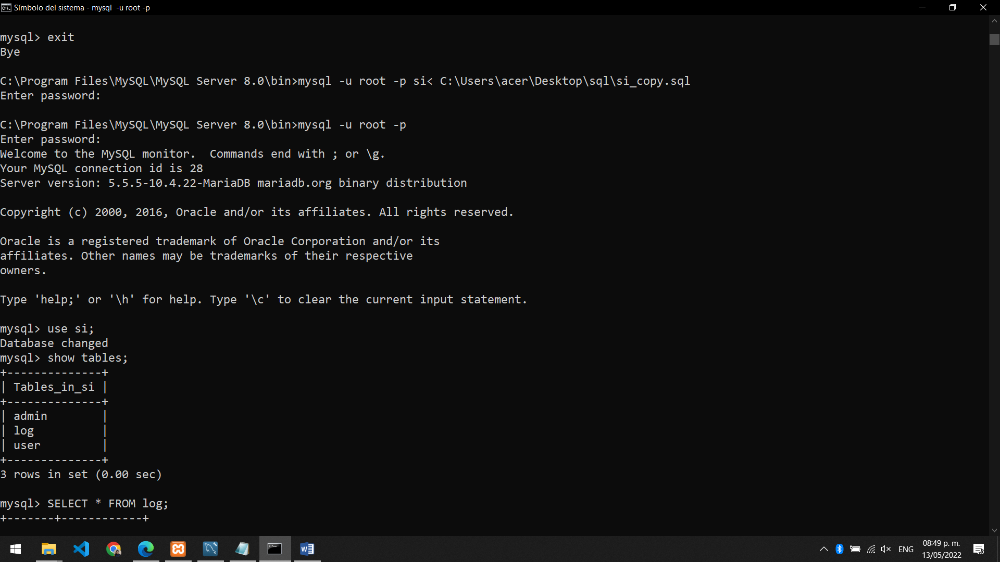 Símbolo del sistema - mysql  -u root -p
mysql> exit
Bye
C:\Program Files\MySQL\MySQL Server 8.0\bin>mysql -u root -p si< C:\Users\acer\Desktop\sql\si_copy.sql
Enter password:
C:\Program Files\MySQL\MySQL Server 8.0\bin>mysql -u root -p
Enter password:
Welcome to the MySQL monitor.  Commands end with ; or \g.
Your MySQL connection id is 28
Server version: 5.5.5-10.4.22-MariaDB mariadb.org binary distribution
Copyright (c) 2000, 2016, Oracle and/or its affiliates. All rights reserved.
Oracle is a registered trademark of Oracle Corporation and/or its
affiliates. Other names may be trademarks of their respective
owners.
Type 'help;' or '\h' for help. Type '\c' to clear the current input statement.
mysql> use si;
Database changed
mysql> show tables;
+--------------+
| Tables_in_si |
+--------------+
| admin        |
| log          |
| user         |
+--------------+
3 rows in set (0.00 sec)
mysql> SELECT * FROM log;
+-------+------------+
ENG
08:49 p. m.
13/05/2022